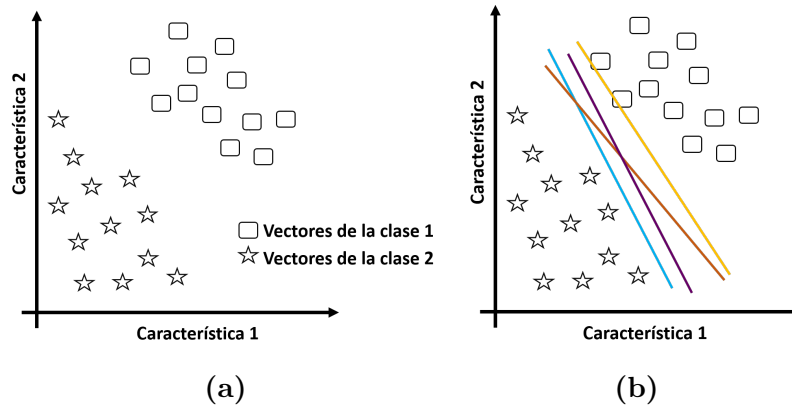 Característica 2
Vectores de la clase 1
Vectores de la clase 2
Característica 1
(a)
Característica 2
Característica 1
(b)